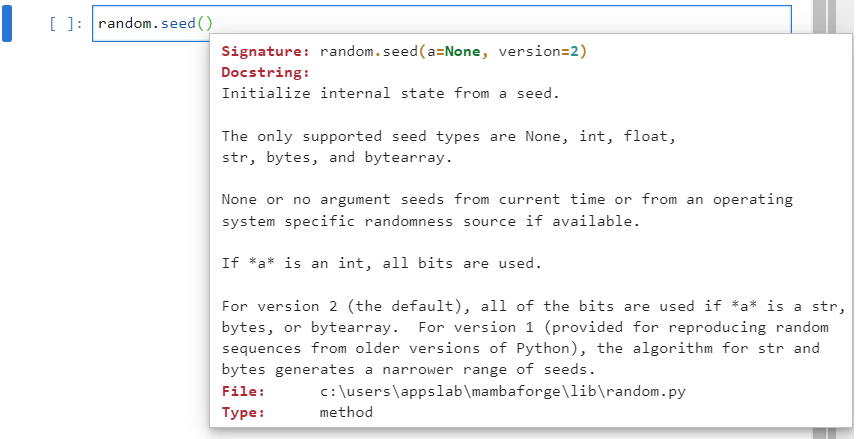 [ ]: random.seed()
Signature: random.seed(a=None, version=2)
Docstring:
Initialize internal state from a seed.
The only supported seed types are None, int, float,
str, bytes, and bytearray.
None or no argument seeds from current time or from an operating
system specific randomness source if available.
If *a* is an int, all bits are used.
For version 2 (the default), all of the bits are used if *a* is a str,
bytes, or bytearray.  For version 1 (provided for reproducing random
sequences from older versions of Python), the algorithm for str and
bytes generates a narrower range of seeds.
File:      c:\users\appslab\mambaforge\lib\random.py
Type:      method